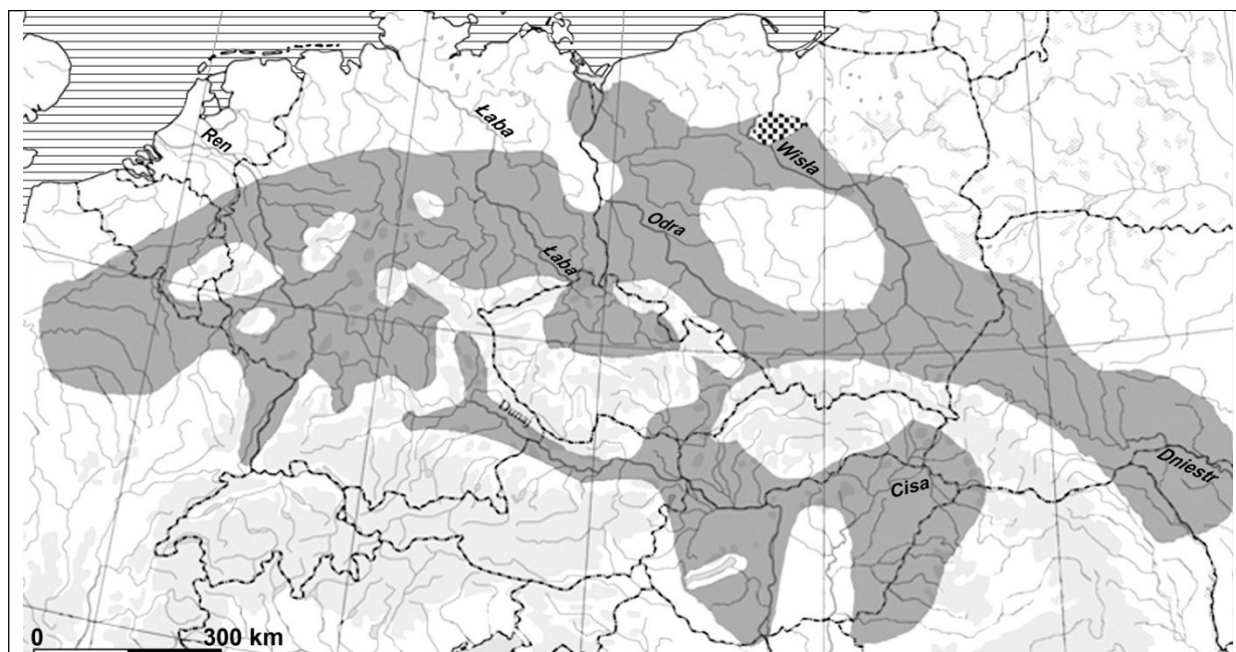 Łaba
Ren
Wisła
Odra
Łaba
Dunaj
Dniestr
Cisa
0 300 km